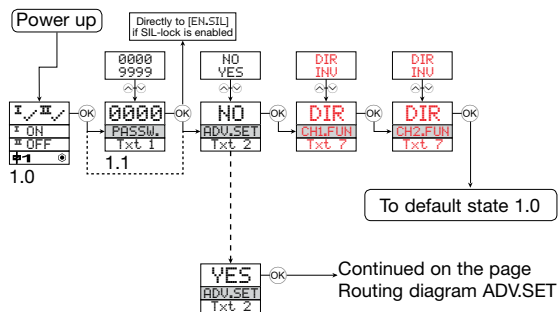 Power up
Directly to [EN.SIL]
if SIL-lock is enabled
0000
9999
NO
YES
DIR
INV
DIR
INV
I / II /
I ON
II OFF
1.0
OK
0000
PASSW.
Txt 1
1.1
OK
NO
ADV.SET
Txt 2
OK
DIR
CH1.FUN
Txt 7
OK
DIR
CH2.FUN
Txt 7
OK
To default state 1.0
YES
ADV.SET
Txt 2
OK
Continued on the page
Routing diagram ADV.SET